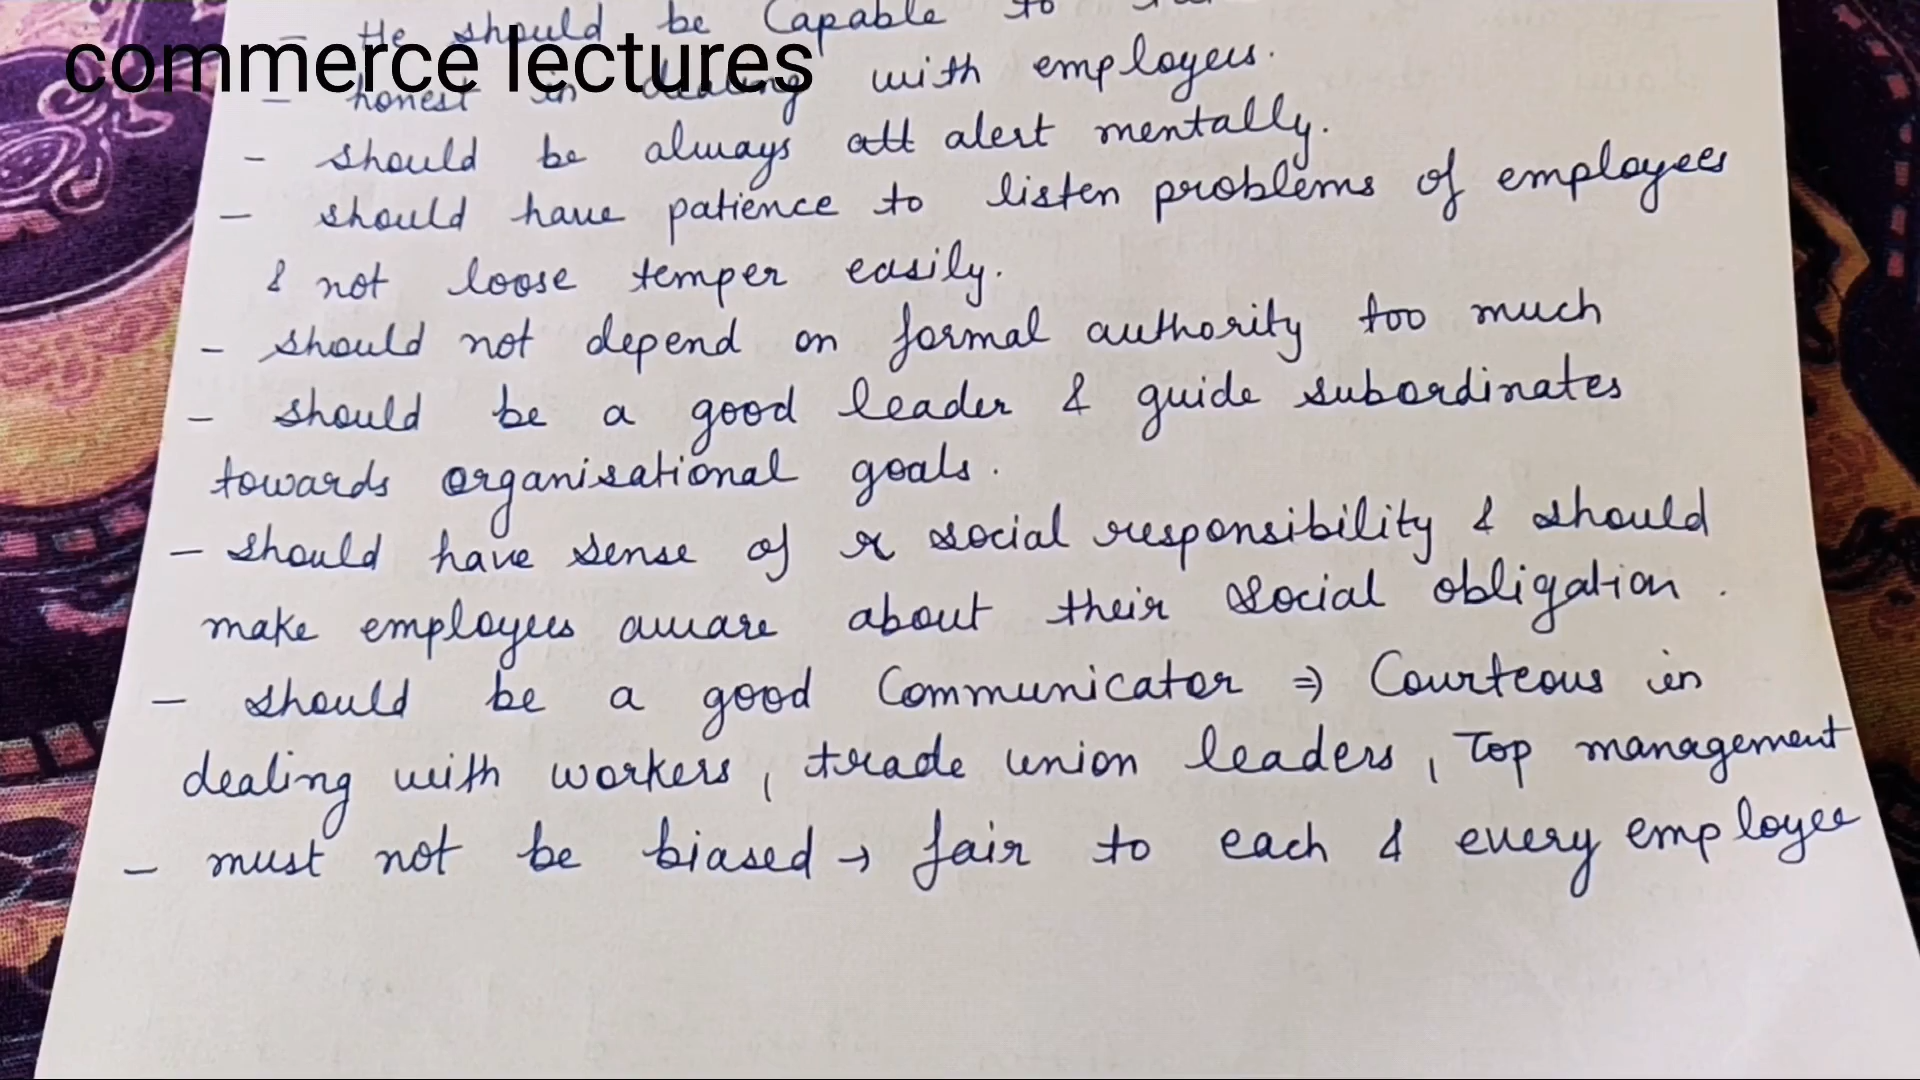 commerce lectures
- He should be Capable to
- honest in dealing with employees.
- should be always att alert mentally.
- should have patience to listen problems of employees
& not loose temper easily.
- should not depend on formal authority too much
- should be a good leader & guide subordinates
towards organisational goals.
- should have sense of r social responsibility & should
make employees aware about their social obligation.
- should be a good Communicator ⇒ Courteous in
dealing with workers, trade union leaders, Top management
- must not be biased → fair to each & every employee